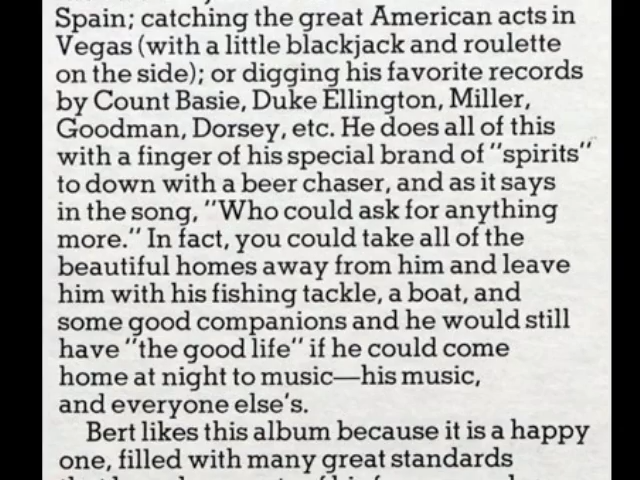 Spain; catching the great American acts in
Vegas (with a little blackjack and roulette
on the side); or digging his favorite records
by Count Basie, Duke Ellington, Miller,
Goodman, Dorsey, etc. He does all of this
with a finger of his special brand of "spirits"
to down with a beer chaser, and as it says
in the song, "Who could ask for anything
more." In fact, you could take all of the
beautiful homes away from him and leave
him with his fishing tackle, a boat, and
some good companions and he would still
have "the good life" if he could come
home at night to music—his music,
and everyone else's.
Bert likes this album because it is a happy
one, filled with many great standards